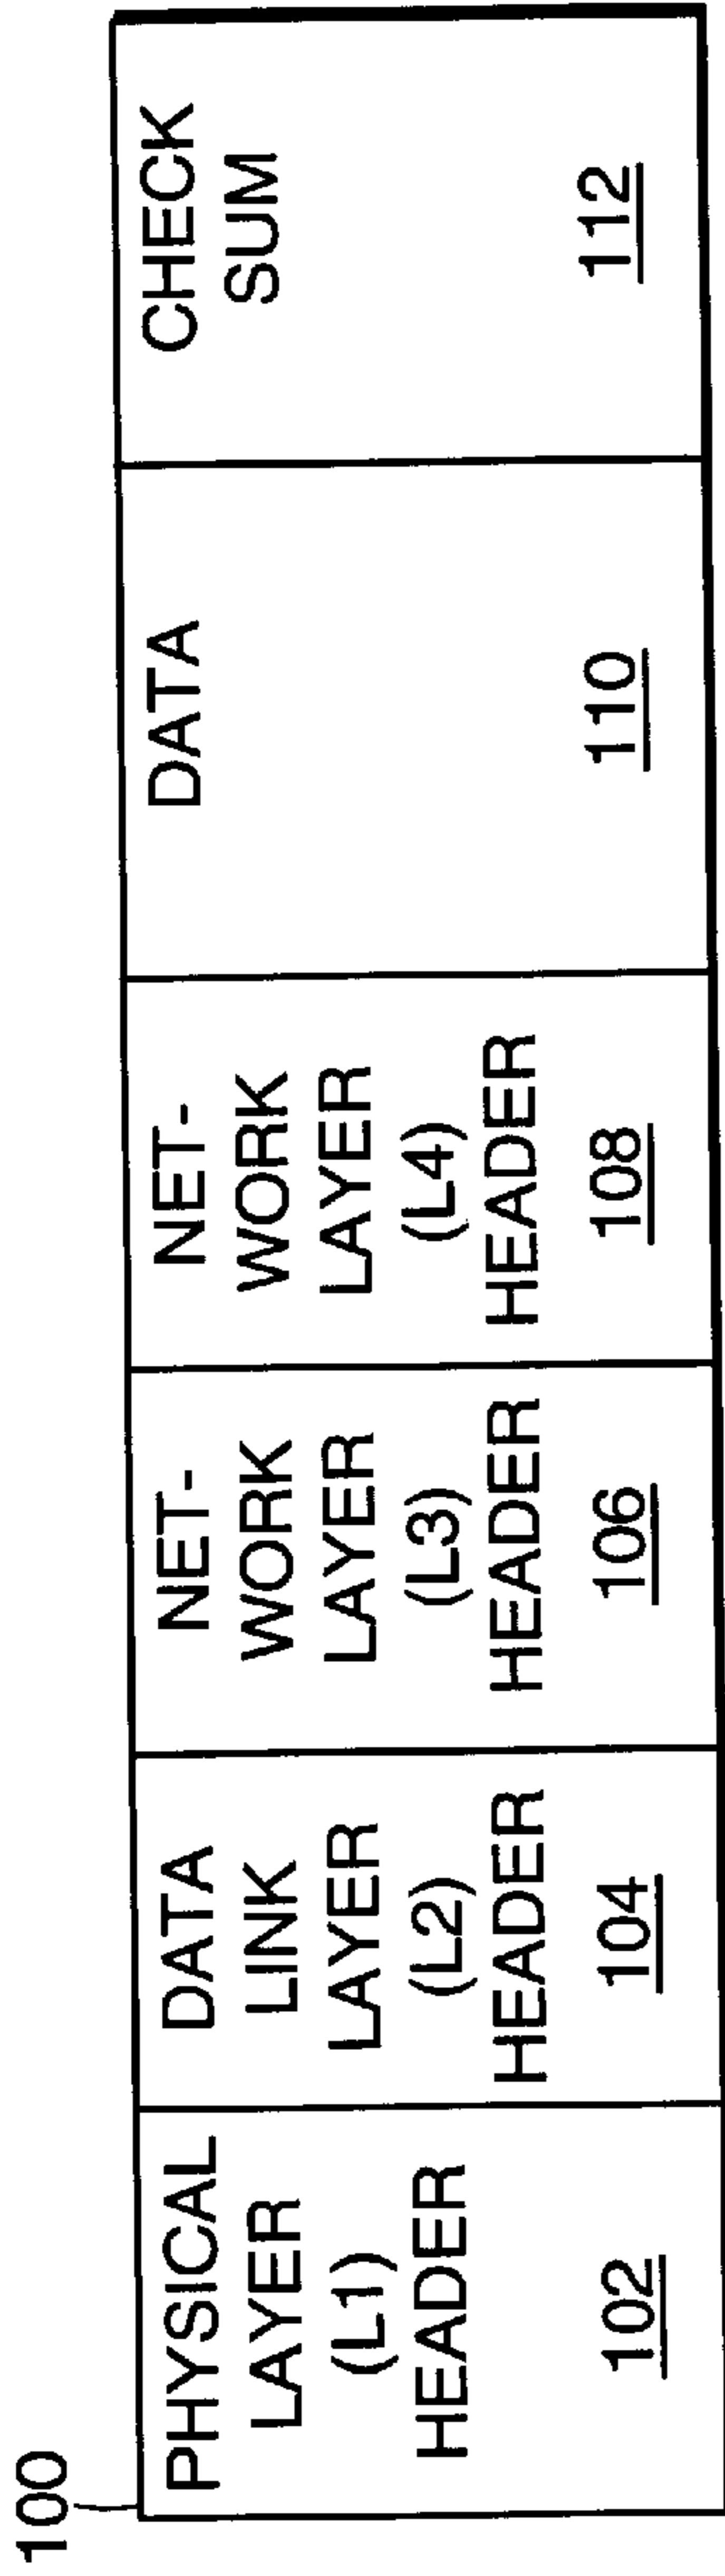 100
PHYSICAL
LAYER
(L1)
HEADER
102
DATA
LINK
LAYER
(L2)
HEADER
104
NET-
WORK
LAYER
(L3)
HEADER
106
NET-
WORK
LAYER
(L4)
HEADER
108
DATA
110
CHECK
SUM
112